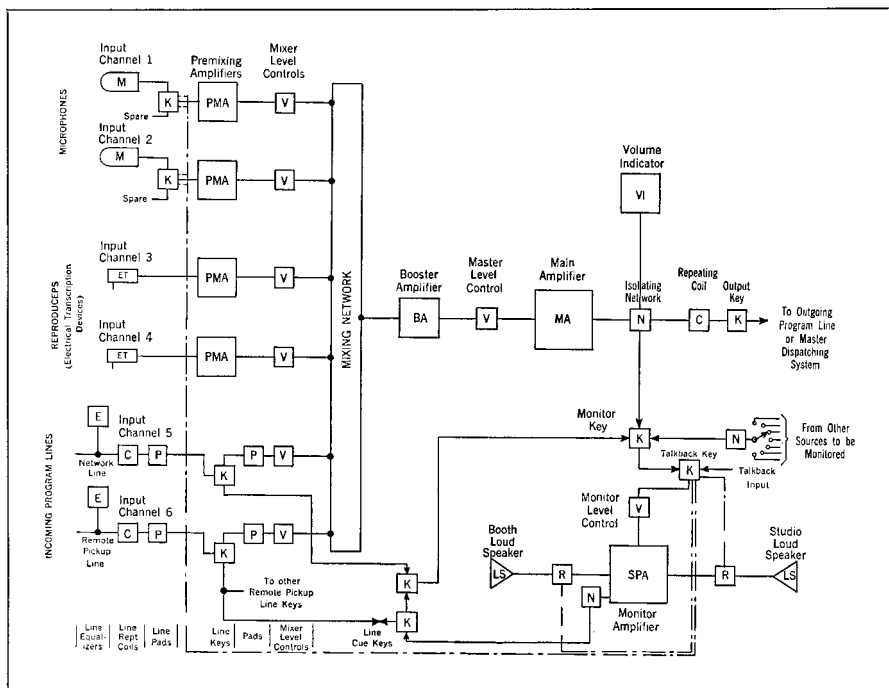 Input
Channel 1
Premixing
Amplifiers
Mixer
Level
Controls
MICROPHONES
M
K
PMA
V
Spare
Input
Channel 2
M
K
PMA
V
Spare
Input
Channel 3
ET
PMA
V
REPRODUCEPS
(Electrical Transcription
Devices)
Input
Channel 4
ET
PMA
V
MIXING NETWORK
Booster
Amplifier
BA
Master
Level
Control
V
Main
Amplifier
MA
Volume
Indicator
VI
Isolating
Network
N
Repeating
Coil
C
Output
Key
K
To Outgoing
Program Line
or Master
Dispatching
System
INCOMING PROGRAM LINES
E
Input
Channel 5
Network
Line
C
P
K
P
V
E
Input
Channel 6
Remote
Pickup
Line
C
P
K
P
V
To other
Remote Pickup
Line Keys
Line
Cue Keys
K
K
N
Monitor
Key
K
N
From Other
Sources to be
Monitored
Talkback Key
K
Talkback
Input
Monitor
Level
Control
V
Booth
Loud
Speaker
LS
R
SPA
Monitor
Amplifier
R
Studio
Loud
Speaker
LS
Line
Equal-
izers
Line
Rept
Coils
Line
Pads
Line
Keys
Pads
Mixer
Level
Controls